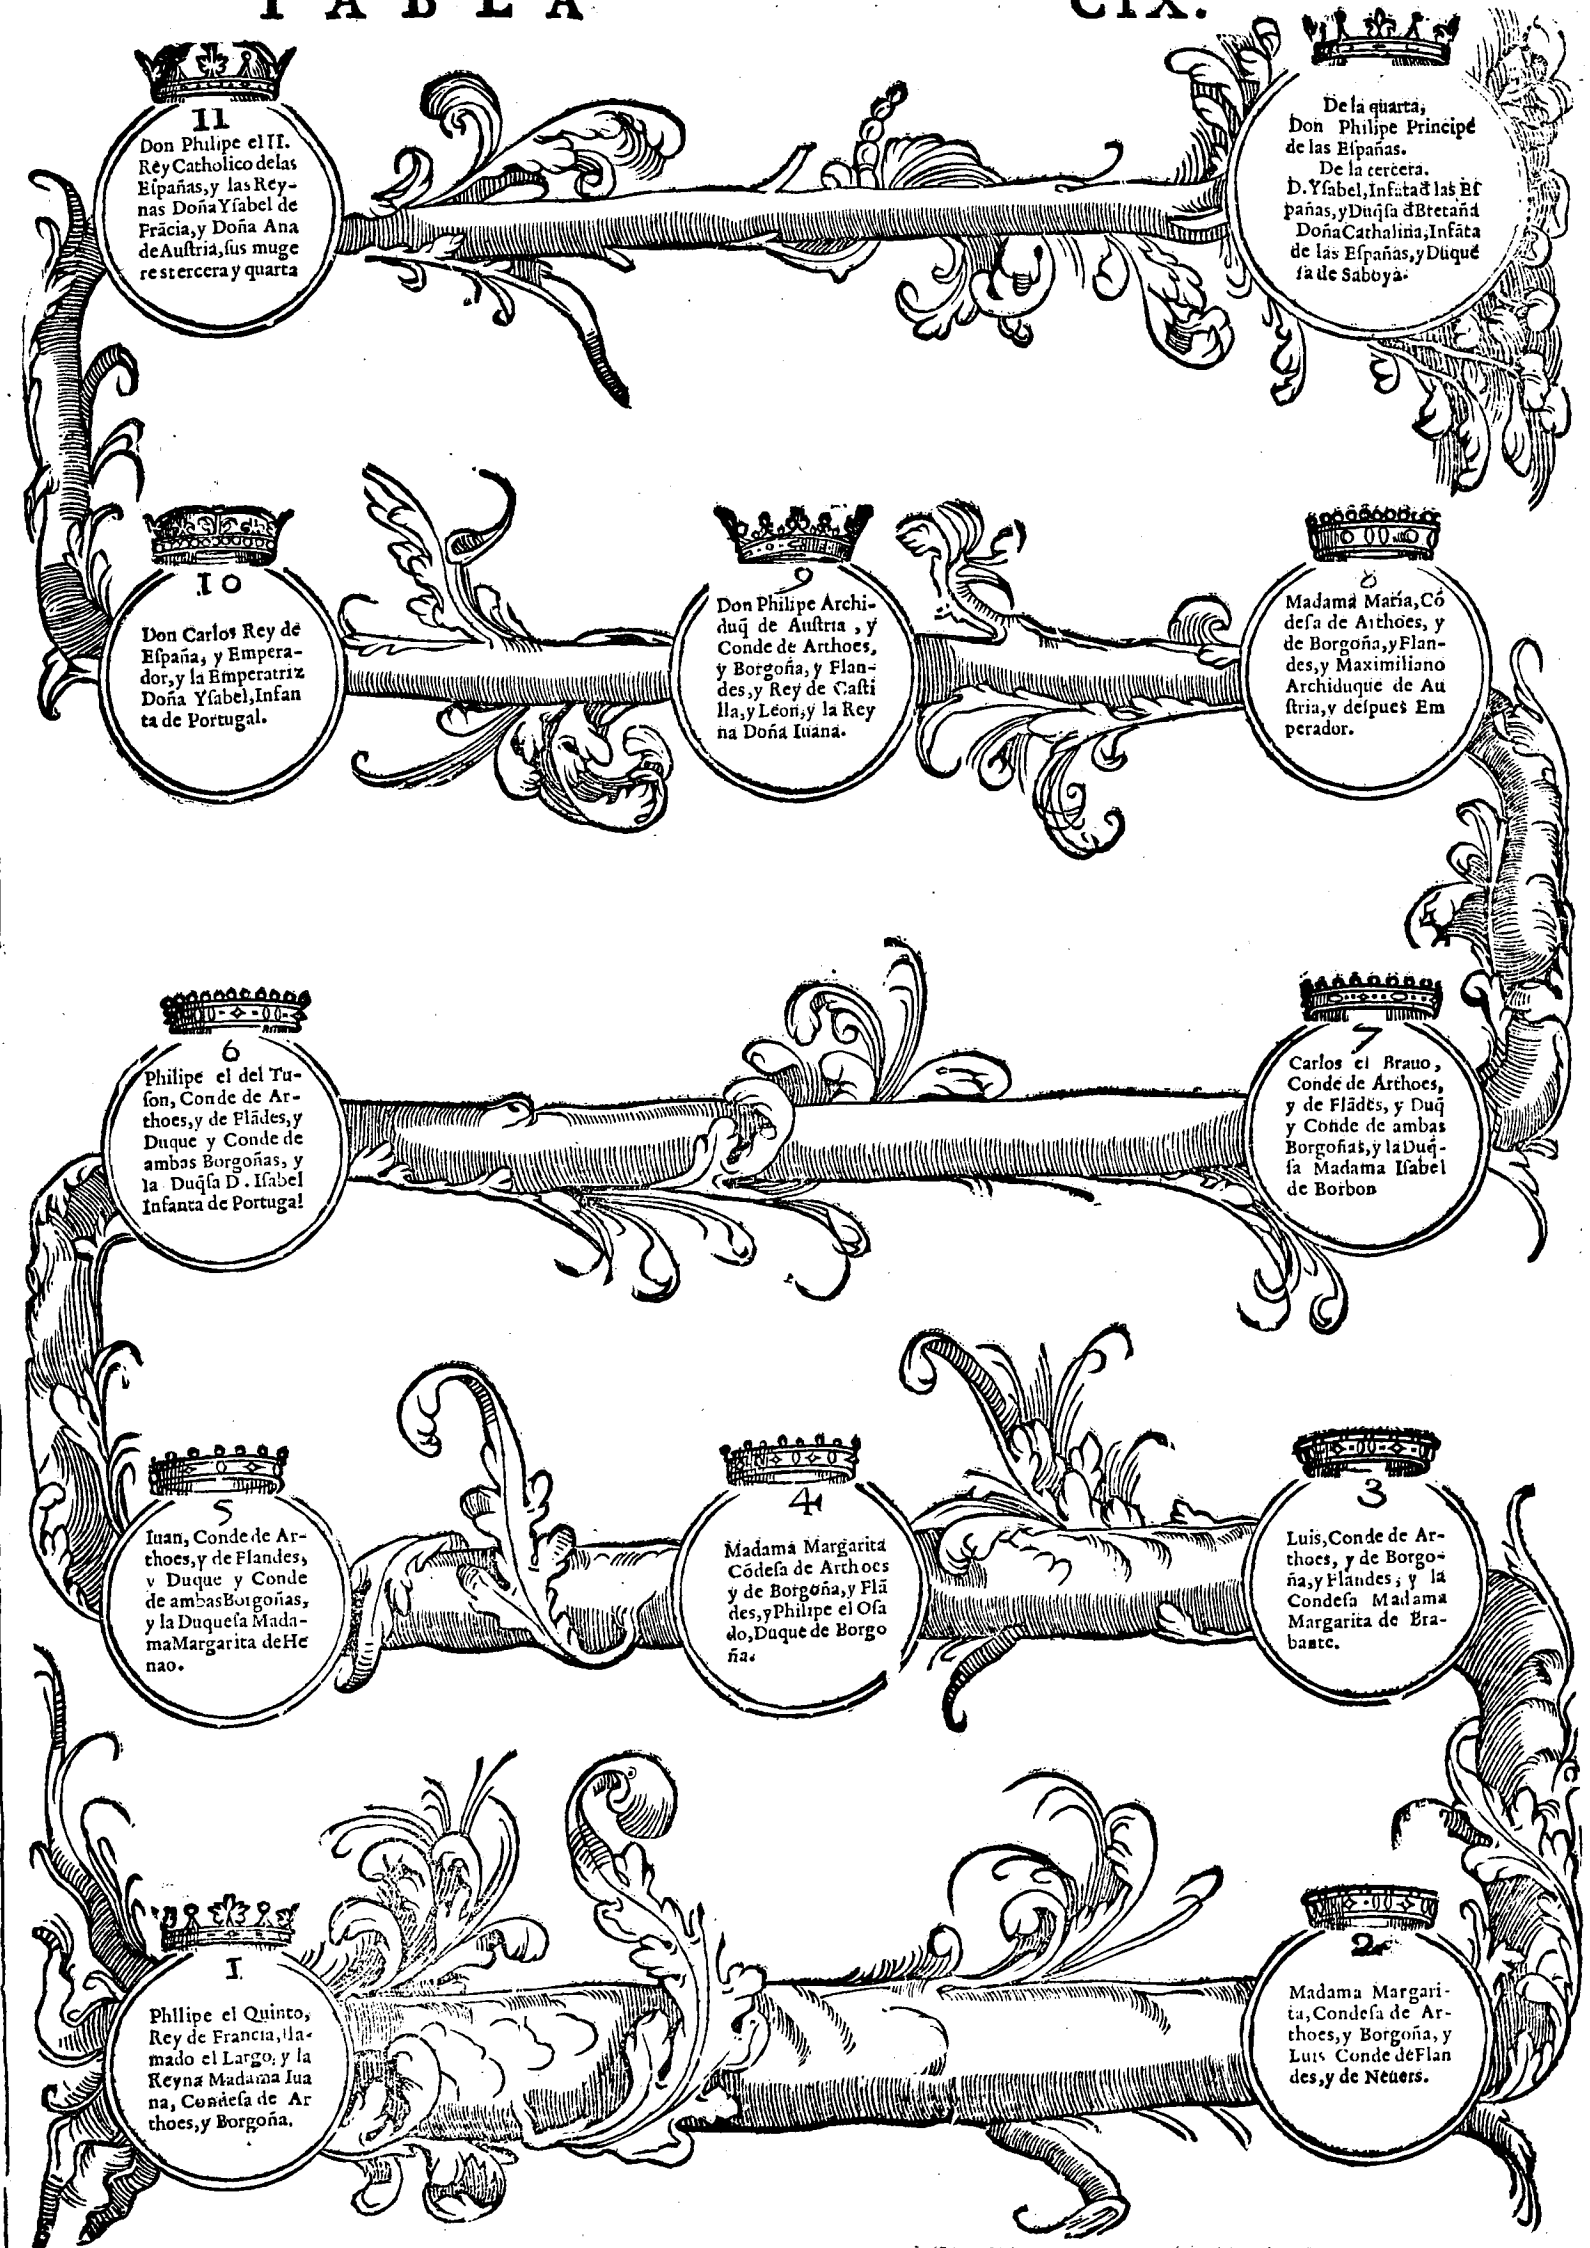 TABLA CIX.
11
Don Philipe el II.
Rey Catholico delas
Eſpañas, y las Rey-
nas Doña Yſabel de
Frãcia, y Doña Ana
de Auſtria, ſus muge
res tercera y quarta
De la quarta,
Don Philipe Principe
de las Eſpañas.
De la tercera.
D. Yſabel, Infãta đ las Eſ
pañas, y Duq̃ſa đ Bretaña
Doña Cathalina, Infãta
de las Eſpañas, y Duque
ſa de Saboya.
10
Don Carlos Rey de
Eſpaña, y Empera-
dor, y la Emperatriz
Doña Yſabel, Infan
ta de Portugal.
9
Don Philipe Archi-
duq̃ de Auſtria, y
Conde de Arthoes,
y Borgoña, y Flan-
des, y Rey de Caſti
lla, y Leon, y la Rey
na Doña Iuana.
8
Madama Maria, Cõ
deſa de Arthoes, y
de Borgoña, y Flan-
des, y Maximiliano
Archiduque de Au
ſtria, y deſpues Em
perador.
6
Philipe el del Tu-
ſon, Conde de Ar-
thoes, y de Flãdes, y
Duque y Conde de
ambas Borgoñas, y
la Duq̃ſa D. Iſabel
Infanta de Portugal
7
Carlos el Brauo,
Conde de Arthoes,
y de Flãdes, y Duq̃
y Conde de ambas
Borgoñas, y la Duq̃-
ſa Madama Iſabel
de Borbon
5
Iuan, Conde de Ar-
thoes, y de Flandes,
y Duque y Conde
de ambas Borgoñas,
y la Duqueſa Mada-
ma Margarita de He
nao.
4
Madama Margarita
Cõdeſa de Arthoes
y de Borgoña, y Flã
des, y Philipe el Oſa
do, Duque de Borgo
ña.
3
Luis, Conde de Ar-
thoes, y de Borgo-
ña, y Flandes, y la
Condeſa Madama
Margarita de Bra-
bante.
1
Philipe el Quinto,
Rey de Francia, lla-
mado el Largo, y la
Reyna Madama Iua
na, Condeſa de Ar
thoes, y Borgoña.
2
Madama Margari-
ta, Condeſa de Ar-
thoes, y Borgoña, y
Luis Conde de Flan
des, y de Neuers.